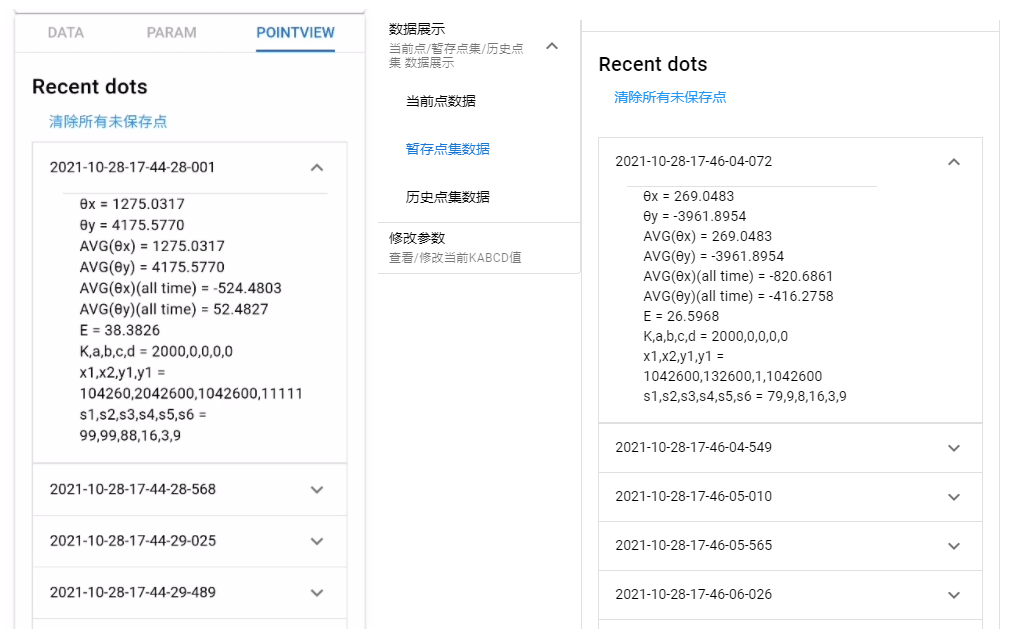 DATA PARAM POINTVIEW
Recent dots
清除所有未保存点
2021-10-28-17-44-28-001
θx = 1275.0317
θy = 4175.5770
AVG(θx) = 1275.0317
AVG(θy) = 4175.5770
AVG(θx)(all time) = -524.4803
AVG(θy)(all time) = 52.4827
E = 38.3826
K,a,b,c,d = 2000,0,0,0,0
x1,x2,y1,y1 =
104260,2042600,1042600,11111
s1,s2,s3,s4,s5,s6 =
99,99,88,16,3,9
2021-10-28-17-44-28-568
2021-10-28-17-44-29-025
2021-10-28-17-44-29-489
数据展示
当前点/暂存点集/历史点
集 数据展示
当前点数据
暂存点集数据
历史点集数据
修改参数
查看/修改当前KABCD值
Recent dots
清除所有未保存点
2021-10-28-17-46-04-072
θx = 269.0483
θy = -3961.8954
AVG(θx) = 269.0483
AVG(θy) = -3961.8954
AVG(θx)(all time) = -820.6861
AVG(θy)(all time) = -416.2758
E = 26.5968
K,a,b,c,d = 2000,0,0,0,0
x1,x2,y1,y1 =
1042600,132600,1,1042600
s1,s2,s3,s4,s5,s6 = 79,9,8,16,3,9
2021-10-28-17-46-04-549
2021-10-28-17-46-05-010
2021-10-28-17-46-05-565
2021-10-28-17-46-06-026